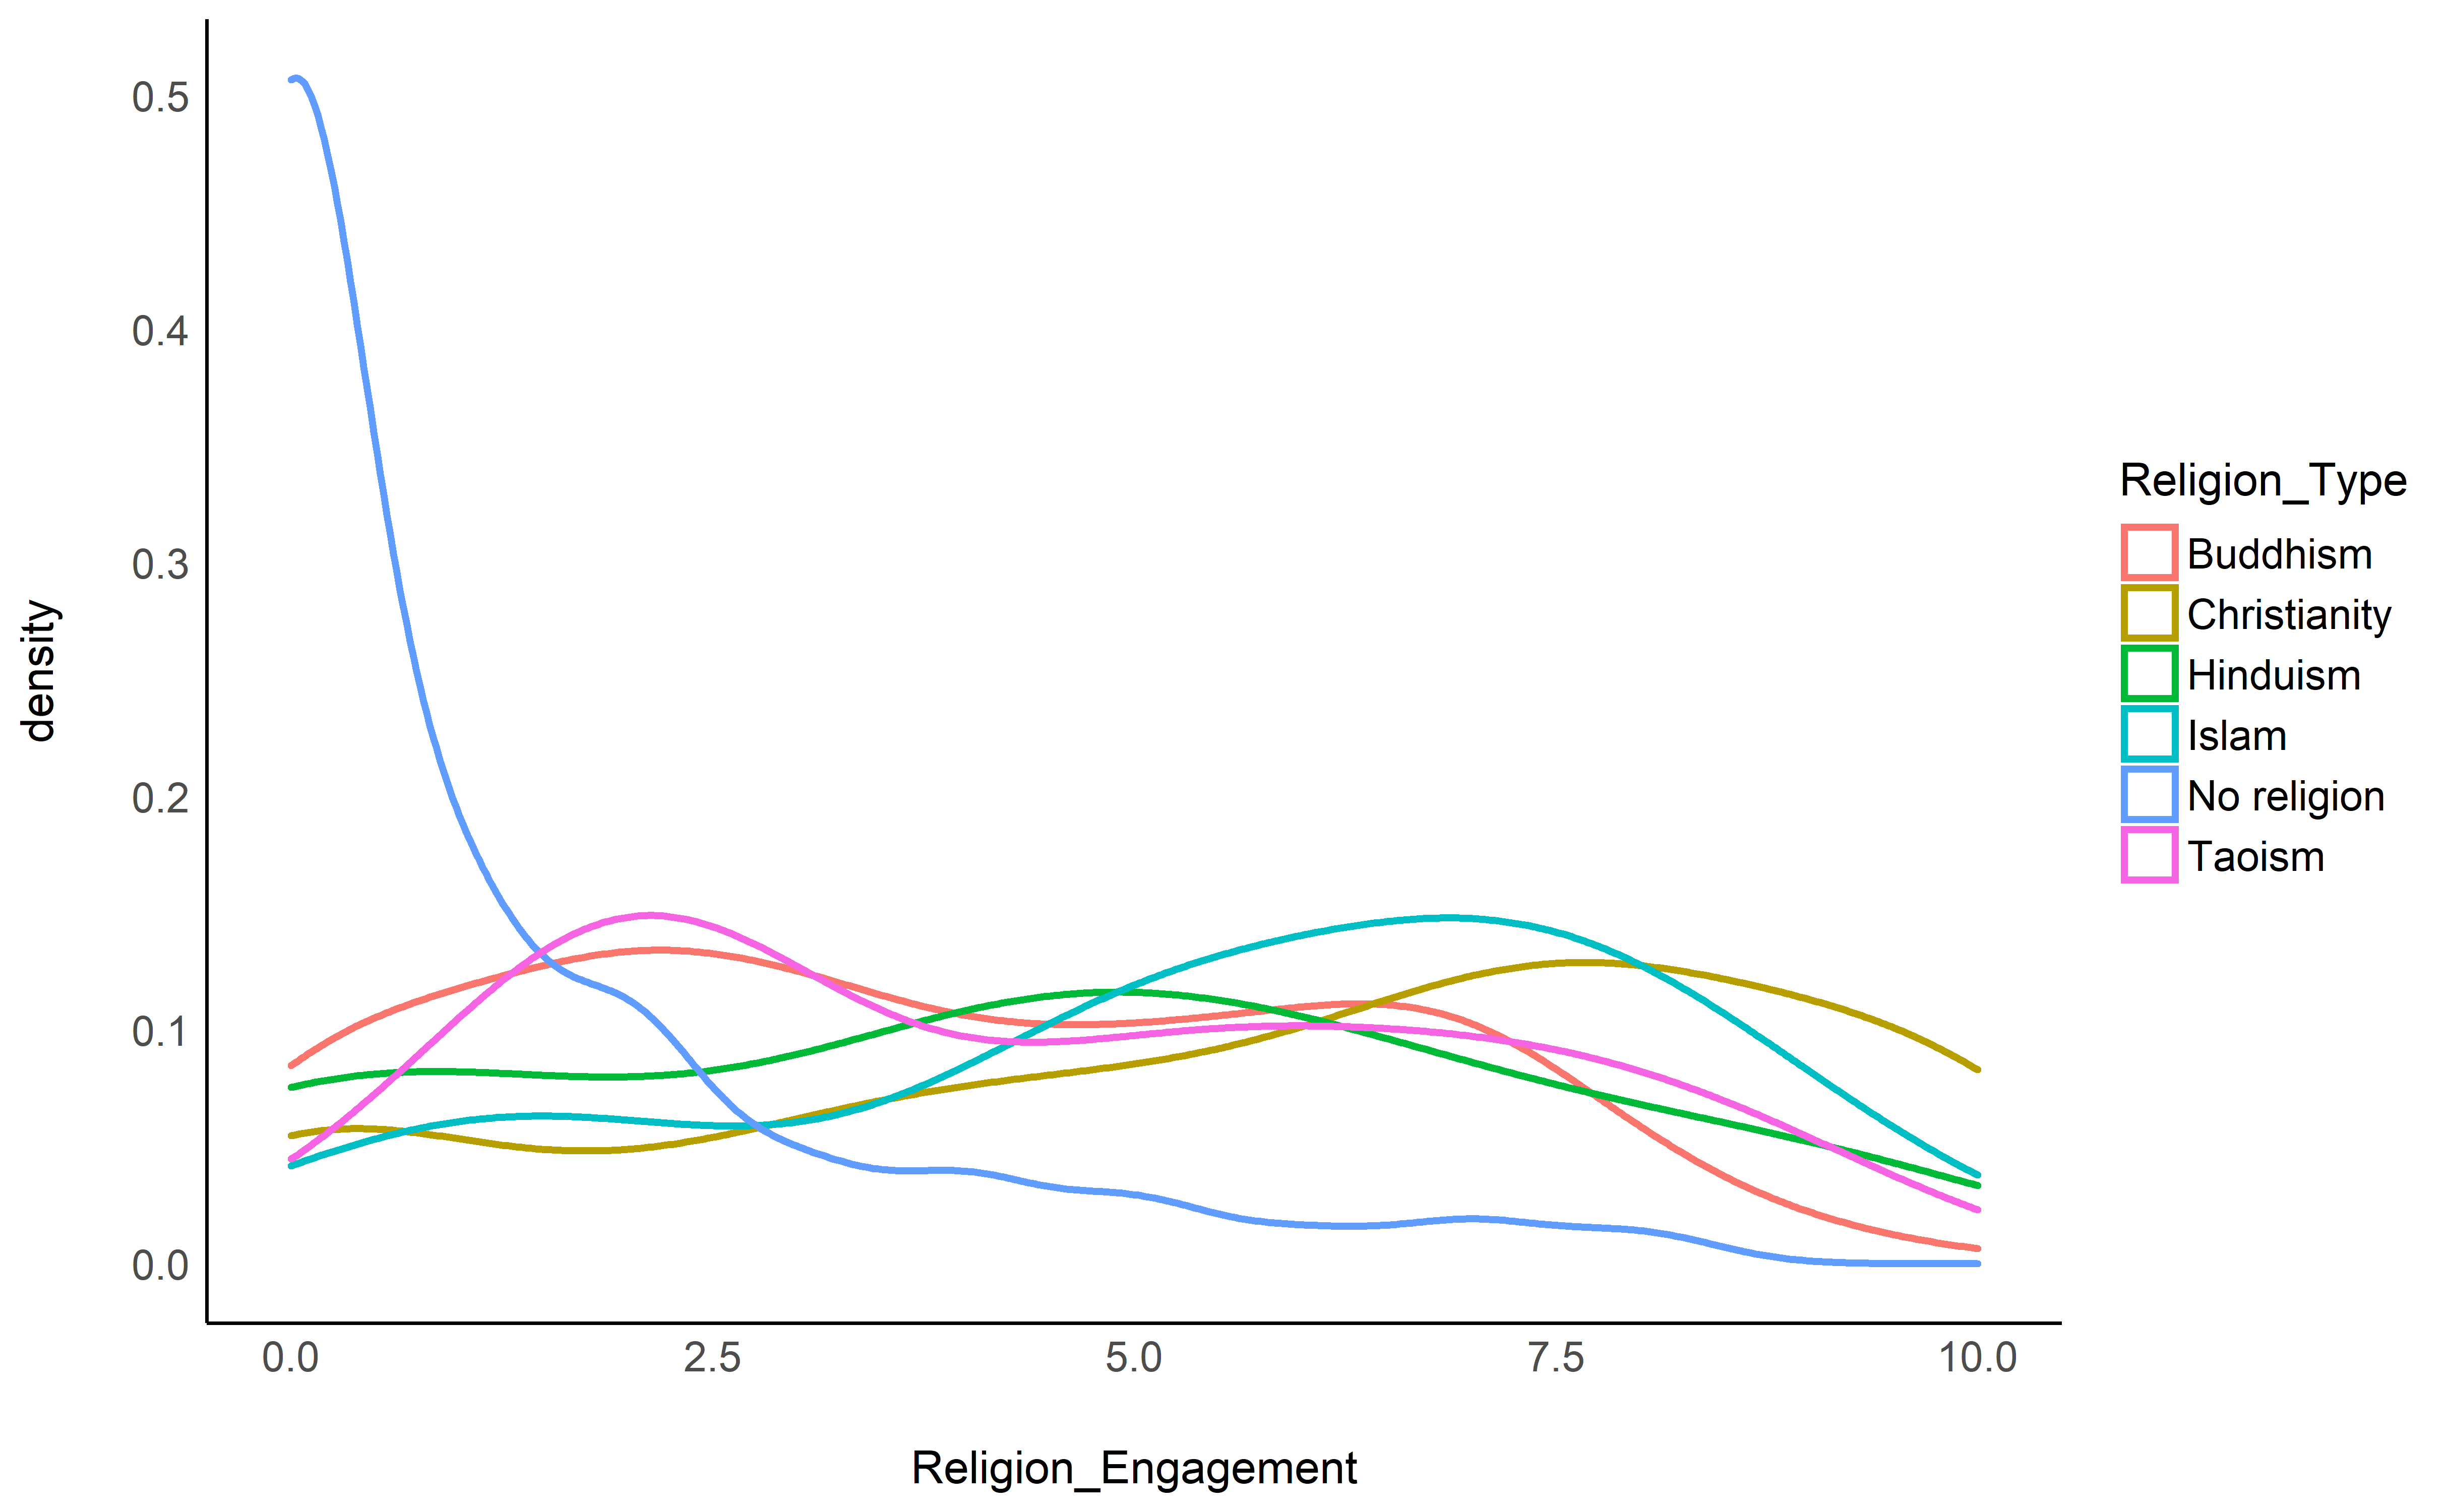 0.5
0.4
0.3
0.2
0.1
0.0
density
0.0 2.5 5.0 7.5 10.0
Religion_Engagement
Religion_Type
Buddhism
Christianity
Hinduism
Islam
No religion
Taoism